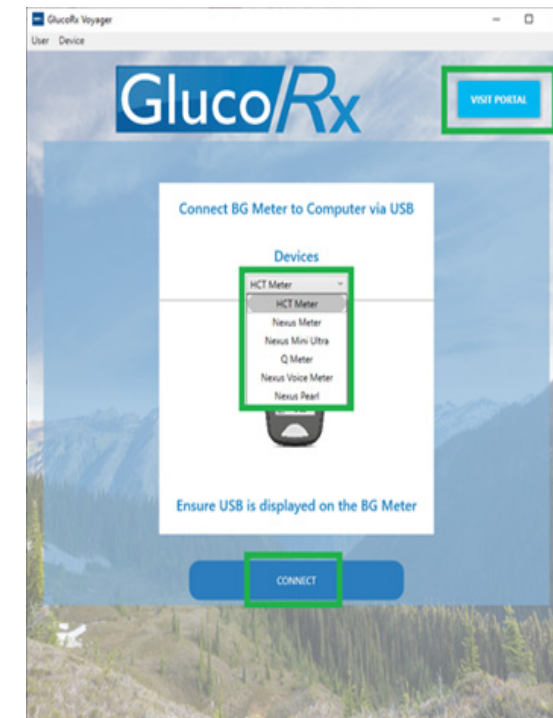 GlucoRx Voyager
User Device
GlucoRx
VISIT PORTAL
Connect BG Meter to Computer via USB
Devices
HCT Meter
HCT Meter
Nexus Meter
Nexus Mini Ultra
Q Meter
Nexus Voice Meter
Nexus Pearl
Ensure USB is displayed on the BG Meter
CONNECT